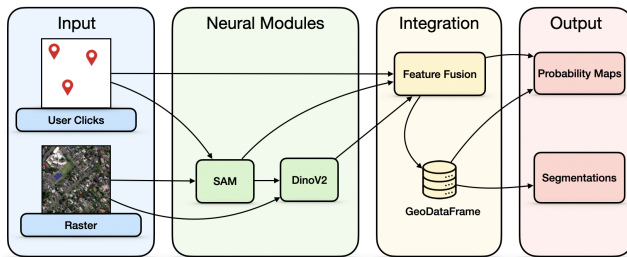 Input
Neural Modules
Integration
Output
User Clicks
Raster
SAM
DinoV2
Feature Fusion
GeoDataFrame
Probability Maps
Segmentations